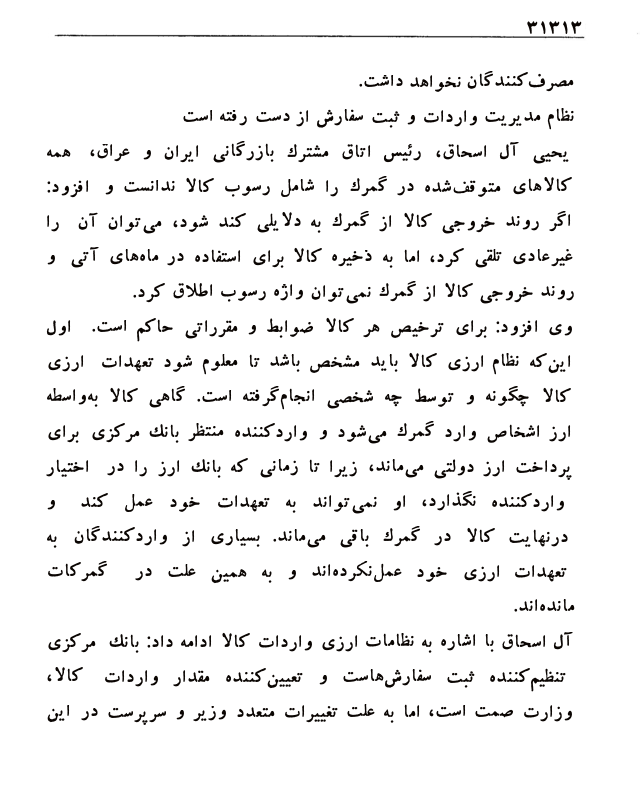 ۳۱۳۱۳
مصرف‌کنندگان نخواهد داشت.
نظام مدیریت واردات و ثبت سفارش از دست رفته است
یحیی آل اسحاق، رئیس اتاق مشترك بازرگانی ایران و عراق، همه
کالاهای متوقف‌شده در گمرك را شامل رسوب کالا ندانست و افزود:
اگر روند خروجی کالا از گمرك به دلایلی کند شود، می‌توان آن را
غیرعادی تلقی کرد، اما به ذخیره کالا برای استفاده در ماه‌های آتی و
روند خروجی کالا از گمرك نمی‌توان واژه رسوب اطلاق کرد.
وی افزود: برای ترخیص هر کالا ضوابط و مقرراتی حاکم است. اول
این‌که نظام ارزی کالا باید مشخص باشد تا معلوم شود تعهدات ارزی
کالا چگونه و توسط چه شخصی انجام‌گرفته است. گاهی کالا به‌واسطه
ارز اشخاص وارد گمرك می‌شود و واردکننده منتظر بانك مرکزی برای
پرداخت ارز دولتی می‌ماند، زیرا تا زمانی که بانك ارز را در اختیار
واردکننده نگذارد، او نمی‌تواند به تعهدات خود عمل کند و
درنهایت کالا در گمرك باقی می‌ماند. بسیاری از واردکنندگان به
تعهدات ارزی خود عمل‌نکرده‌اند و به همین علت در گمرکات
مانده‌اند.
آل اسحاق با اشاره به نظامات ارزی واردات کالا ادامه داد: بانك مرکزی
تنظیم‌کننده ثبت سفارش‌هاست و تعیین‌کننده مقدار واردات کالا،
وزارت صمت است، اما به علت تغییرات متعدد وزیر و سرپرست در این